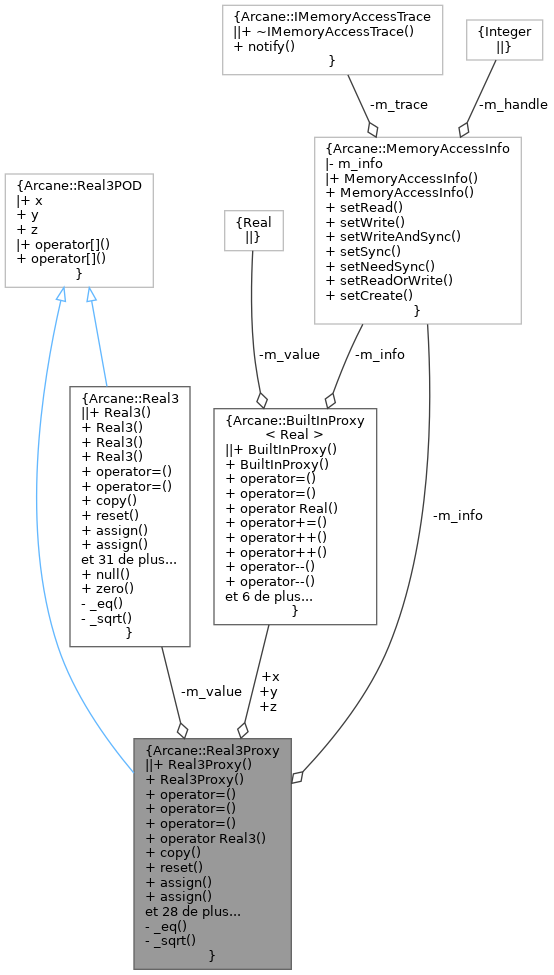 {Arcane::IMemoryAccessTrace
||+ ~IMemoryAccessTrace()
+ notify()
}
{Integer
||}
-m_trace
-m_handle
{Arcane::MemoryAccessInfo
|- m_info
|+ MemoryAccessInfo()
+ MemoryAccessInfo()
+ setRead()
+ setWrite()
+ setWriteAndSync()
+ setSync()
+ setNeedSync()
+ setReadOrWrite()
+ setCreate()
}
{Arcane::Real3POD
|+ x
+ y
+ z
|+ operator[]()
+ operator[]()
}
{Real
||}
-m_value
-m_info
{Arcane::Real3
||+ Real3()
+ Real3()
+ Real3()
+ Real3()
+ operator=()
+ operator=()
+ copy()
+ reset()
+ assign()
+ assign()
et 31 de plus...
+ null()
+ zero()
- _eq()
- _sqrt()
}
{Arcane::BuiltInProxy
< Real >
||+ BuiltInProxy()
+ BuiltInProxy()
+ operator=()
+ operator=()
+ operator Real()
+ operator+=()
+ operator++()
+ operator++()
+ operator--()
+ operator--()
et 6 de plus...
}
-m_info
-m_value
+x
+y
+z
{Arcane::Real3Proxy
||+ Real3Proxy()
+ Real3Proxy()
+ operator=()
+ operator=()
+ operator=()
+ operator Real3()
+ copy()
+ reset()
+ assign()
+ assign()
et 28 de plus...
- _eq()
- _sqrt()
}